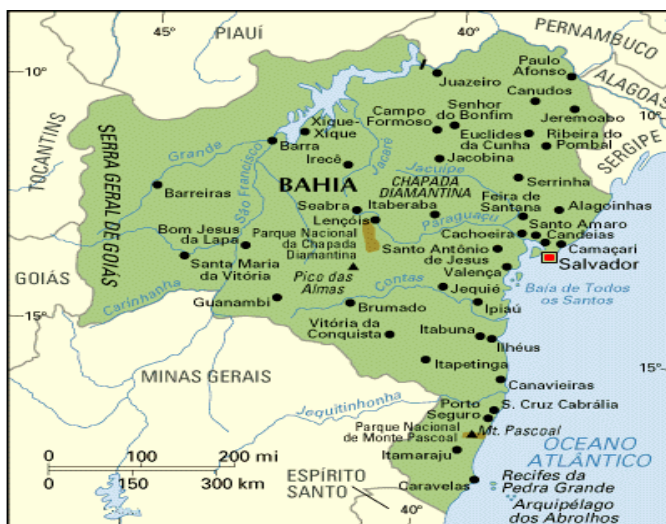 45°
40°
PIAUÍ
PERNAMBUCO
10°
Juazeiro
Paulo
Afonso
ALAGOAS
Canudos
10°
Campo
Formoso
Senhor
do Bonfim
Jeremoabo
Xique-
Xique
Euclides
da Cunha
Ribeira do
Pombal
SERGIPE
TOCANTINS
SERRA GERAL DE GOIÁS
Grande
Barra
Irecê
Jacaré
Jacobina
Jacuipe
Serrinha
São Francisco
BAHIA
CHAPADA
DIAMANTINA
Barreiras
Seabra
Itaberaba
Feira de
Santana
Alagoinhas
Lençóis
Paraguaçu
Santo Amaro
Bom Jesus
da Lapa
Parque Nacional
da Chapada
Diamantina
Cachoeira
Candeias
Santo Antônio
de Jesus
Camaçari
GOIÁS
Santa Maria
da Vitória
Pico das
Almas
Valença
Salvador
Carinhanha
Guanambi
Contas
Jequié
Baía de Todos
os Santos
15°
Brumado
Ipiaú
Vitória da
Conquista
Itabuna
Ilhéus
15°
Itapetinga
MINAS GERAIS
Canavieiras
Jequitinhonha
Porto
Seguro
S. Cruz Cabrália
Parque Nacional
de Monte Pascoal
Mt. Pascoal
OCEANO
ATLÂNTICO
Itamaraju
0 100 200 mi
0 150 300 km
ESPÍRITO
SANTO
Caravelas
Recifes da
Pedra Grande
40°
Arquipélago
dos Abrolhos